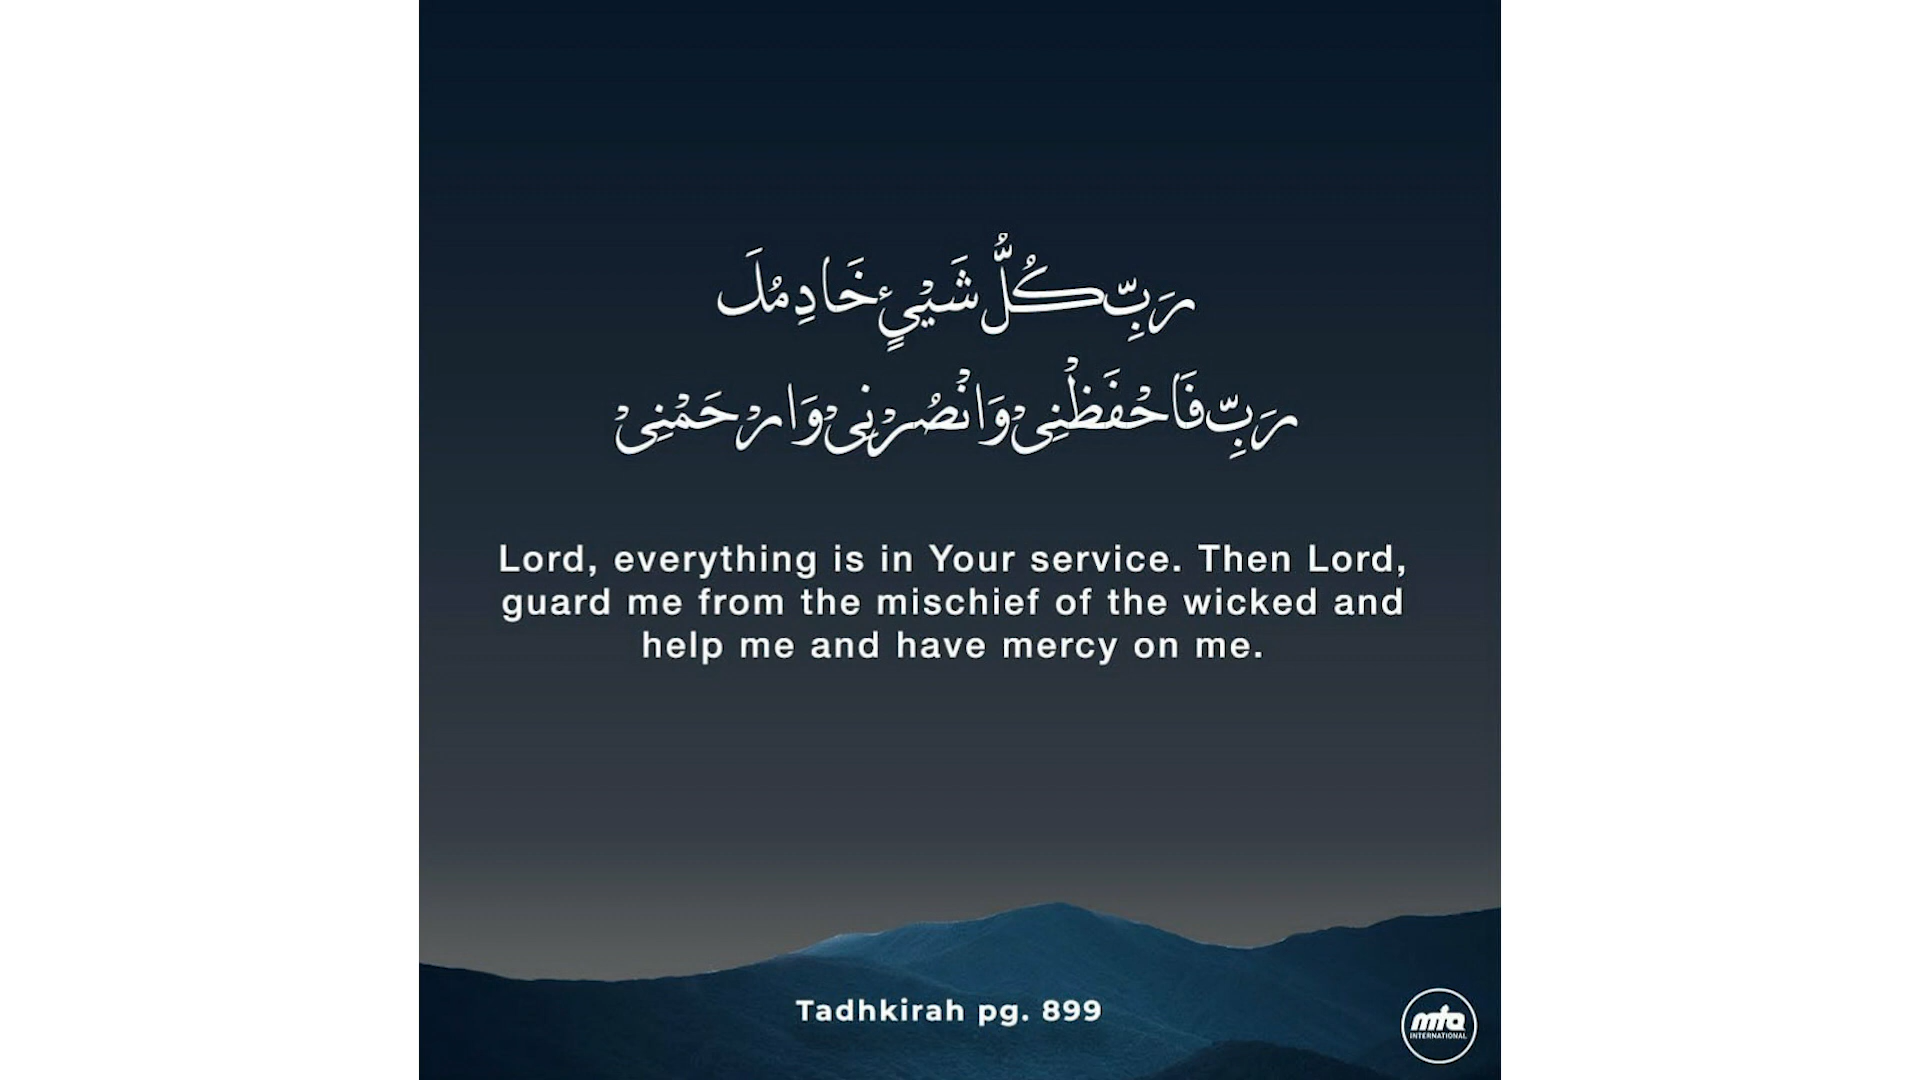 رَبِّ كُلُّ شَيْءٍ خَادِمُكَ
رَبِّ فَاحْفَظْنِيْ وَانْصُرْنِيْ وَارْحَمْنِيْ
Lord, everything is in Your service. Then Lord,
guard me from the mischief of the wicked and
help me and have mercy on me.
Tadhkirah pg. 899
mta
INTERNATIONAL